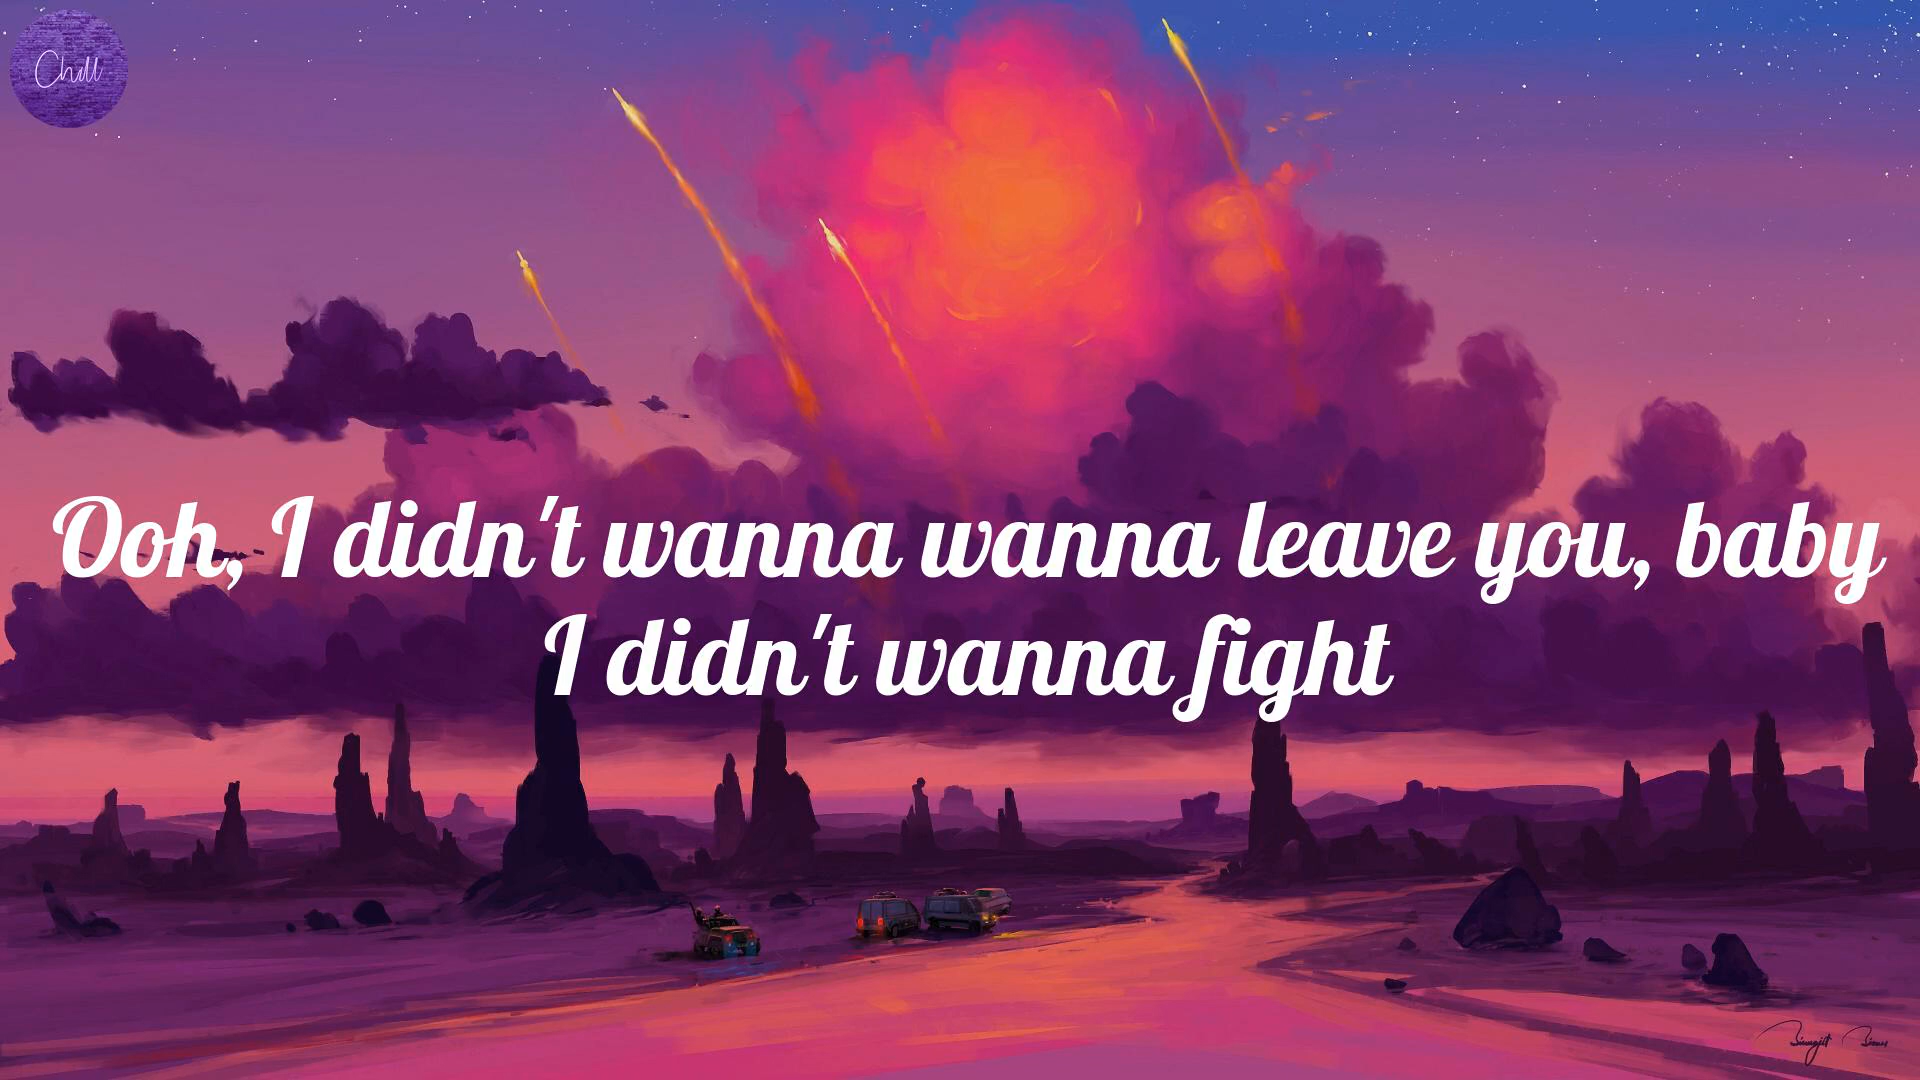 Chill
Ooh, I didn't wanna wanna leave you, baby
I didn't wanna fight